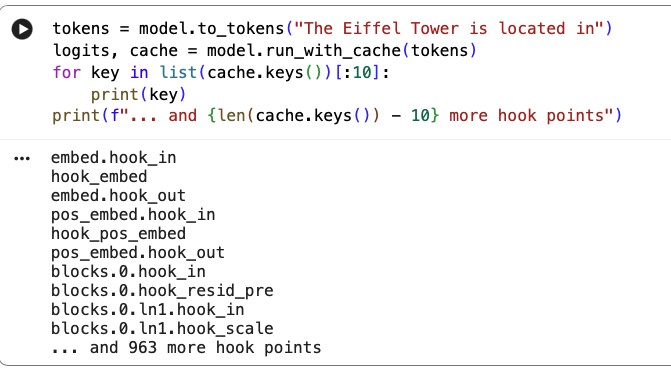 tokens = model.to_tokens("The Eiffel Tower is located in")
logits, cache = model.run_with_cache(tokens)
for key in list(cache.keys())[:10]:
    print(key)
print(f"... and {len(cache.keys()) - 10} more hook points")
embed.hook_in
hook_embed
embed.hook_out
pos_embed.hook_in
hook_pos_embed
pos_embed.hook_out
blocks.0.hook_in
blocks.0.hook_resid_pre
blocks.0.ln1.hook_in
blocks.0.ln1.hook_scale
... and 963 more hook points